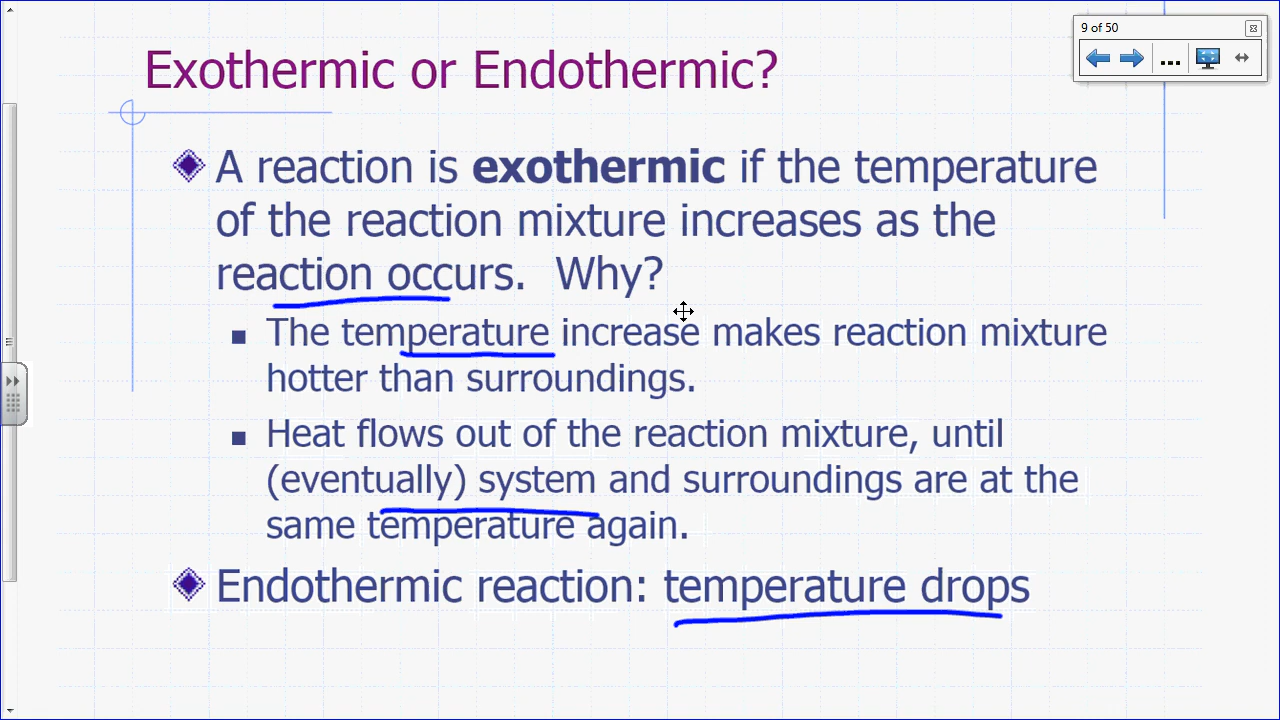 9 of 50
Exothermic or Endothermic?
A reaction is exothermic if the temperature
of the reaction mixture increases as the
reaction occurs.  Why?
The temperature increase makes reaction mixture
hotter than surroundings.
Heat flows out of the reaction mixture, until
(eventually) system and surroundings are at the
same temperature again.
Endothermic reaction: temperature drops